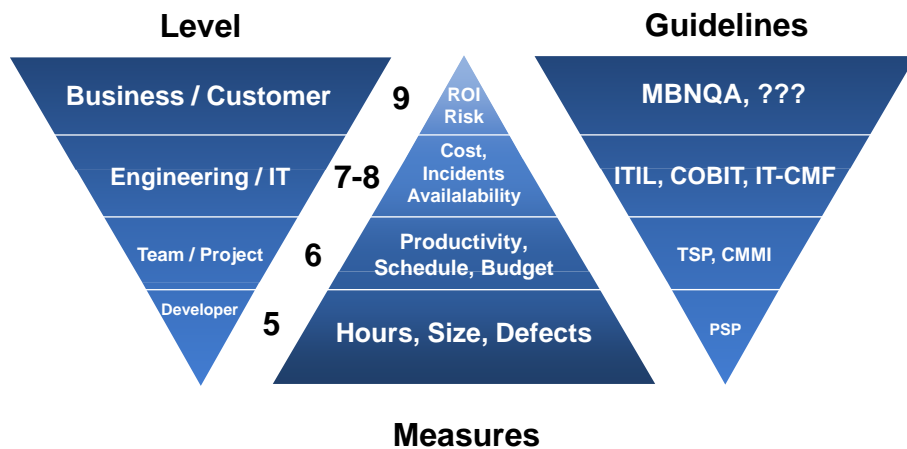 Level
Guidelines
Business / Customer
9
ROI
Risk
MBNQA, ???
Engineering / IT
7-8
Cost,
Incidents
Availalability
ITIL, COBIT, IT-CMF
Team / Project
6
Productivity,
Schedule, Budget
TSP, CMMI
Developer
5
Hours, Size, Defects
PSP
Measures